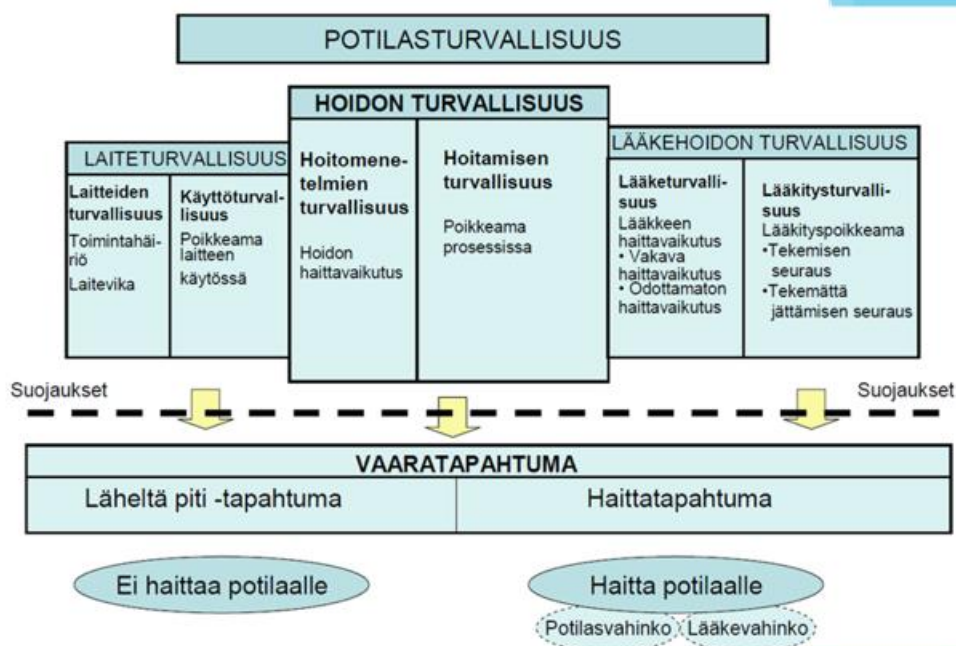 POTILASTURVALLISUUS
HOIDON TURVALLISUUS
LAITETURVALLISUUS
Laitteiden
turvallisuus
Toimintahäi-
riö
Laitevika
Käyttöturval-
lisuus
Poikkeama
laitteen
käytössä
Hoitomene-
telmien
turvallisuus
Hoidon
haittavaikutus
Hoitamisen
turvallisuus
Poikkeama
prosessissa
LÄÄKEHOIDON TURVALLISUUS
Lääketurvalli-
suus
Lääkkeen
haittavaikutus
• Vakava
haittavaikutus
• Odottamaton
haittavaikutus
Lääkitysturvalli-
suus
Lääkityspoikkeama
•Tekemisen
seuraus
•Tekemättä
jättämisen seuraus
Suojaukset
Suojaukset
VAARATAPAHTUMA
Läheltä piti -tapahtuma
Haittatapahtuma
Ei haittaa potilaalle
Haitta potilaalle
Potilasvahinko
Lääkevahinko